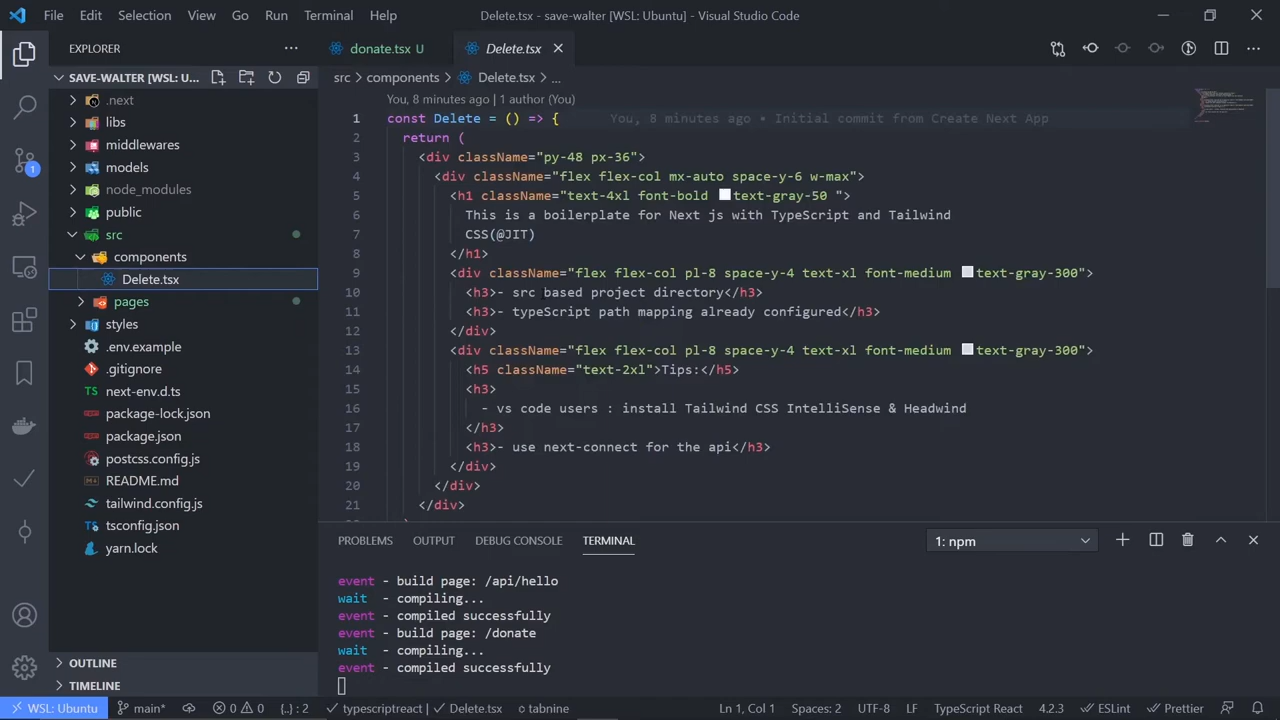 File Edit Selection View Go Run Terminal Help Delete.tsx - save-walter [WSL: Ubuntu] - Visual Studio Code
EXPLORER
SAVE-WALTER [WSL: U...
.next
libs
middlewares
models
node_modules
public
src
components
Delete.tsx
pages
styles
.env.example
.gitignore
next-env.d.ts
package-lock.json
package.json
postcss.config.js
README.md
tailwind.config.js
tsconfig.json
yarn.lock
OUTLINE
TIMELINE
1
donate.tsx U Delete.tsx
src components Delete.tsx ...
You, 8 minutes ago | 1 author (You)
1 const Delete = () => { You, 8 minutes ago • Initial commit from Create Next App
2 return (
3 <div className="py-48 px-36">
4 <div className="flex flex-col mx-auto space-y-6 w-max">
5 <h1 className="text-4xl font-bold text-gray-50 ">
6 This is a boilerplate for Next js with TypeScript and Tailwind
7 CSS(@JIT)
8 </h1>
9 <div className="flex flex-col pl-8 space-y-4 text-xl font-medium text-gray-300">
10 <h3>- src based project directory</h3>
11 <h3>- typeScript path mapping already configured</h3>
12 </div>
13 <div className="flex flex-col pl-8 space-y-4 text-xl font-medium text-gray-300">
14 <h5 className="text-2xl">Tips:</h5>
15 <h3>
16 - vs code users : install Tailwind CSS IntelliSense & Headwind
17 </h3>
18 <h3>- use next-connect for the api</h3>
19 </div>
20 </div>
21 </div>
PROBLEMS OUTPUT DEBUG CONSOLE TERMINAL 1: npm
event - build page: /api/hello
wait - compiling...
event - compiled successfully
event - build page: /donate
wait - compiling...
event - compiled successfully
WSL: Ubuntu main* 0 0 {..} : 2 typescriptreact Delete.tsx tabnine Ln 1, Col 1 Spaces: 2 UTF-8 LF TypeScript React 4.2.3 ESLint Prettier